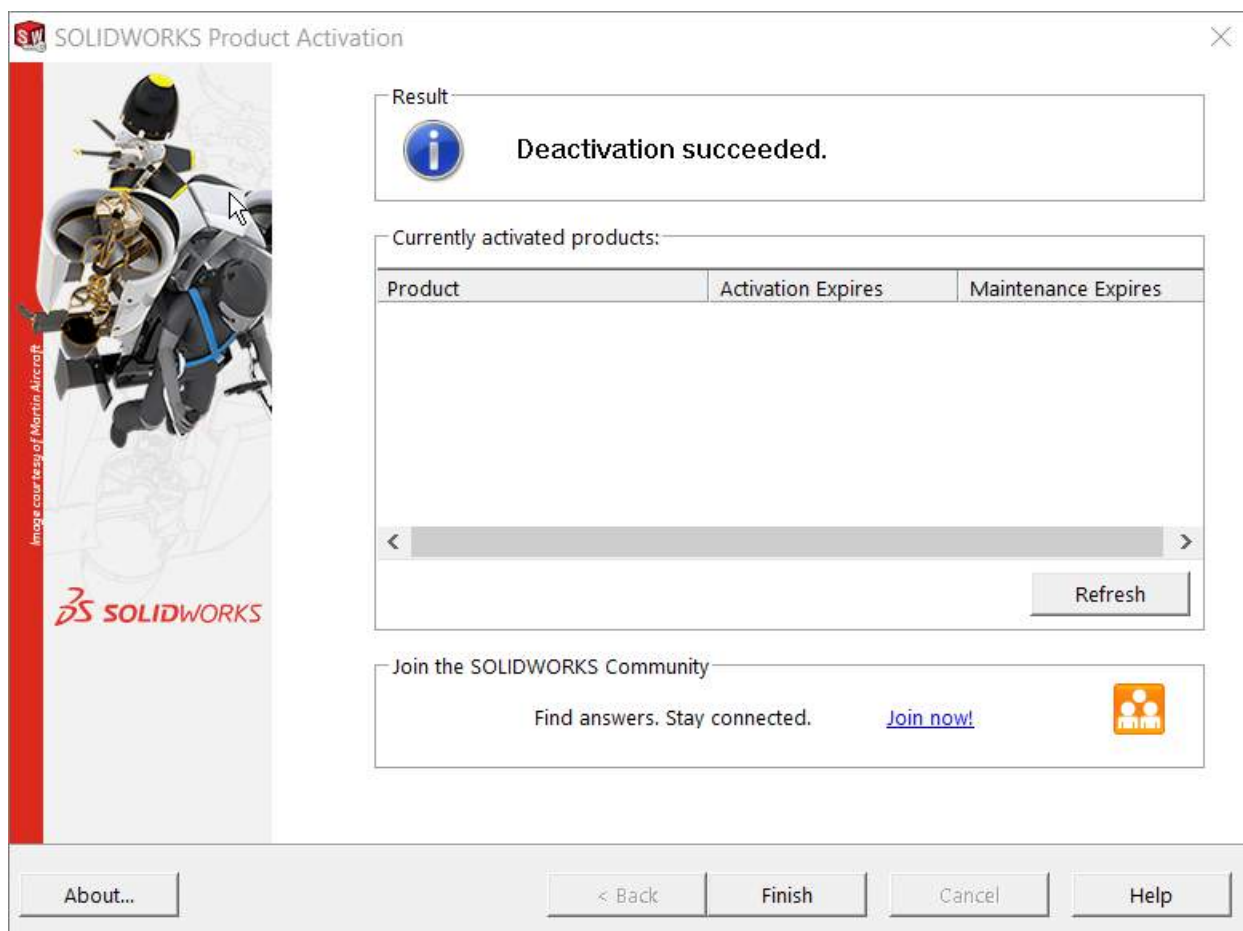 SOLIDWORKS Product Activation
Result
Deactivation succeeded.
Currently activated products:
Product Activation Expires Maintenance Expires
Refresh
Image courtesy of Martin Aircraft
SOLIDWORKS
Join the SOLIDWORKS Community
Find answers. Stay connected. Join now!
About... < Back Finish Cancel Help